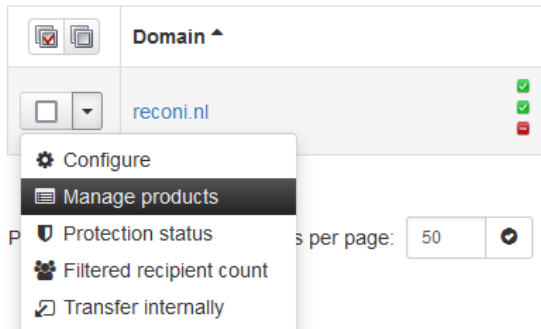 Domain
reconi.nl
Configure
Manage products
P
Protection status
s per page:
50
Filtered recipient count
Transfer internally